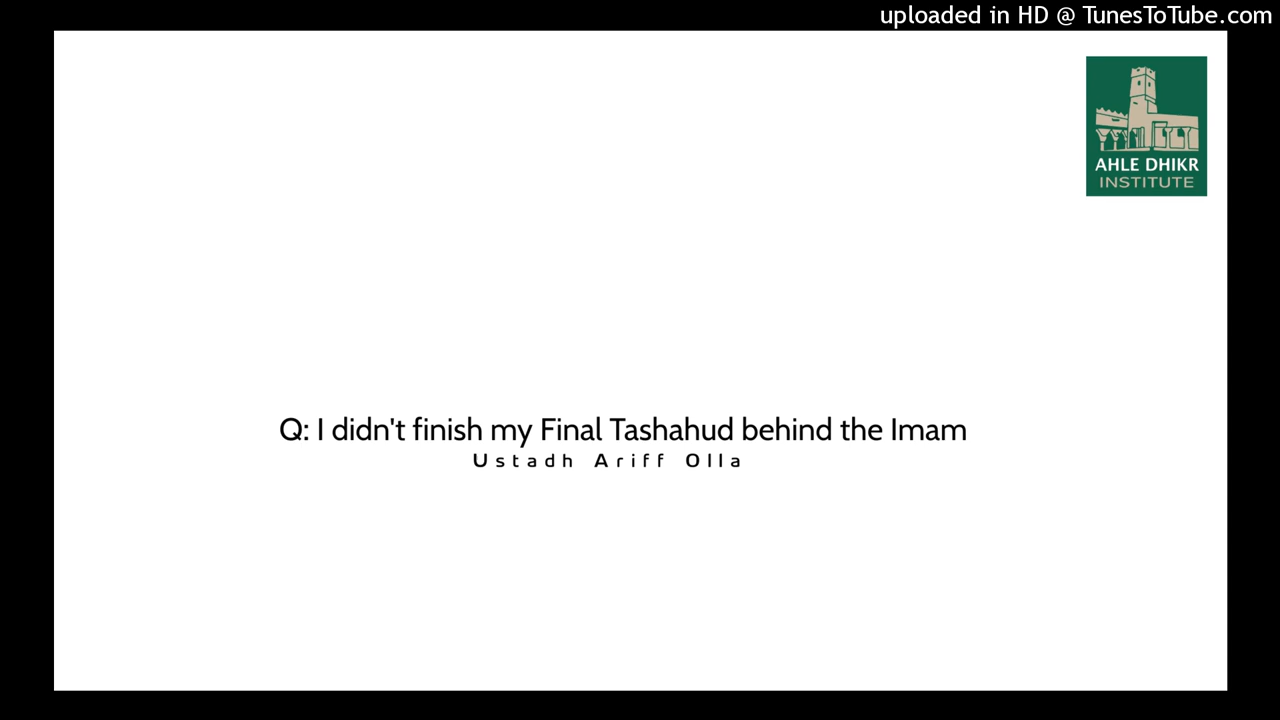 uploaded in HD @ TunesToTube.com
AHLE DHIKR
INSTITUTE
Q: I didn't finish my Final Tashahud behind the Imam
Ustadh Ariff Olla